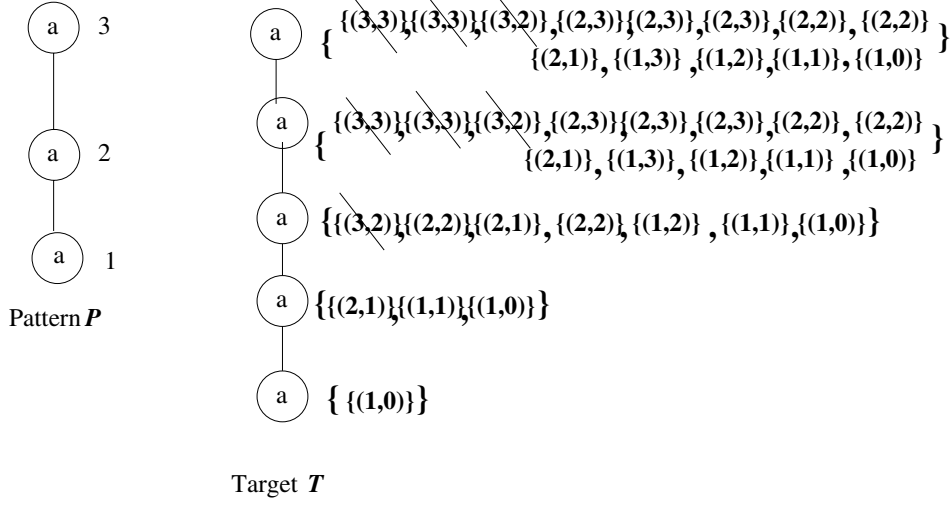 a 3
a {(3,3)},{(3,3)},{(3,2)},{(2,3)}{(2,3)},{(2,3)},{(2,2)}, {(2,2)}
{ {(2,1)}, {(1,3)} ,{(1,2)},{(1,1)}, {(1,0)} }
a {(3,3)},{(3,3)},{(3,2)},{(2,3)}{(2,3)},{(2,3)},{(2,2)}, {(2,2)}
{ {(2,1)}, {(1,3)}, {(1,2)},{(1,1)} ,{(1,0)} }
a 2
a {{(3,2)},{(2,2)},{(2,1)}, {(2,2)}, {(1,2)} , {(1,1)},{(1,0)}}
a 1
a {{(2,1)},{(1,1)},{(1,0)}}
Pattern P
a { {(1,0)}}
Target T